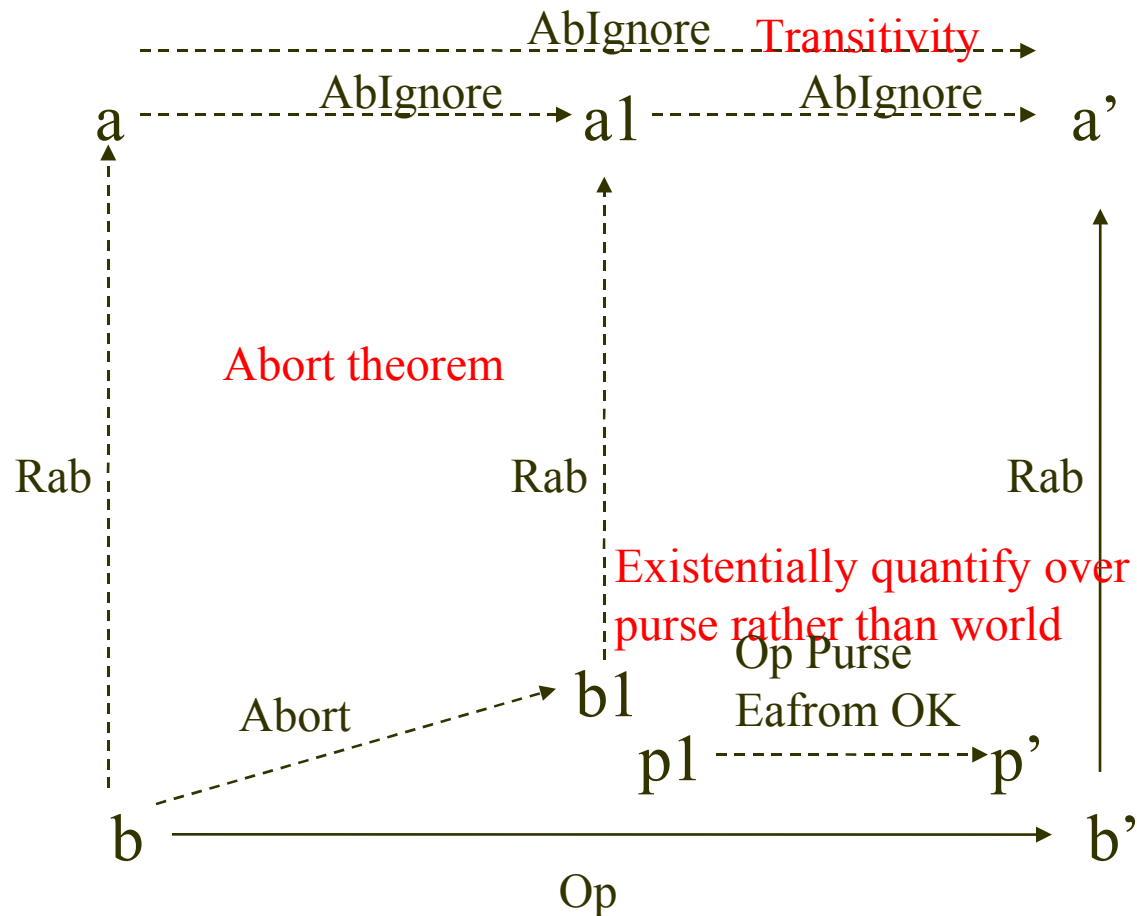 AbIgnore Transitivity
AbIgnore AbIgnore
a a1 a’
Abort theorem
Rab Rab Rab
Existentially quantify over
purse rather than world
Op Purse
b1 Eafrom OK
Abort
p1 p’
b b’
Op